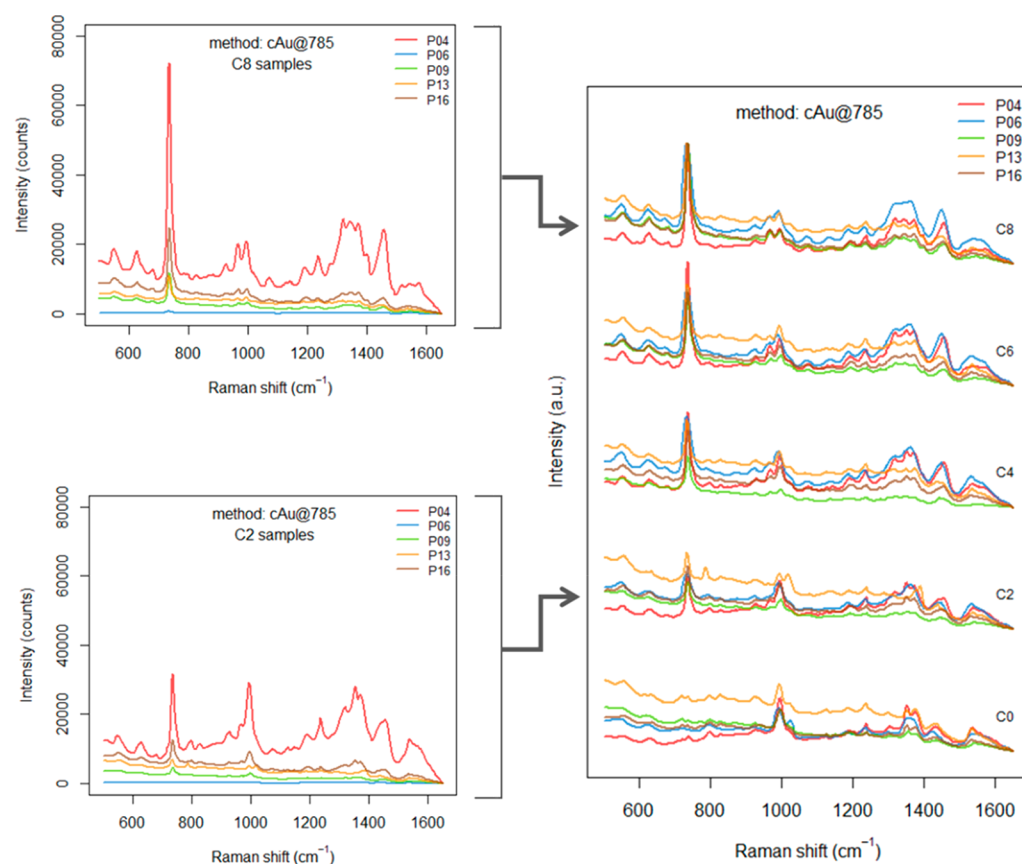 method: cAu@785
C8 samples
P04
P06
P09
P13
P16
Intensity (counts)
0
20000
40000
60000
80000
600 800 1000 1200 1400 1600
Raman shift (cm⁻¹)
method: cAu@785
C2 samples
P04
P06
P09
P13
P16
Intensity (counts)
0
20000
40000
60000
80000
600 800 1000 1200 1400 1600
Raman shift (cm⁻¹)
method: cAu@785
P04
P06
P09
P13
P16
C8
C6
C4
C2
C0
Intensity (a.u.)
600 800 1000 1200 1400 1600
Raman shift (cm⁻¹)